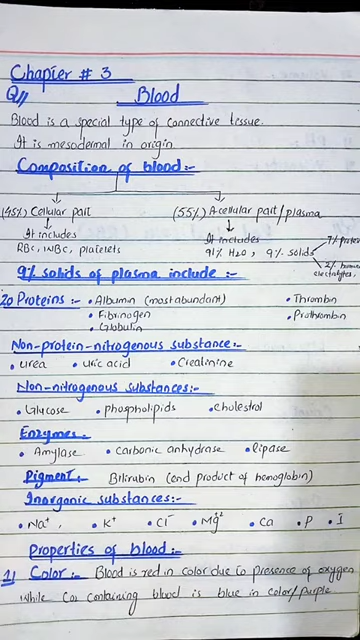 Chapter # 3
Q// Blood
Blood is a special type of connective tissue.
It is mesodermal in origin
Composition of blood:-
(45%) Cellular part (55%) Acellular part/plasma
It includes It includes 7% protein
RBc, WBc, platelets 91% H2O, 9% solids
2%
electrolytes,
9% solids of plasma include :-
Proteins :- • Albumin (most abundant) • Thrombin
• Fibrinogen • Prothrombin
• Globulin
Non-protein-nitrogenous substance:-
• urea • uric acid • Crealinine
Non-nitrogenous substances:-
• Glycose • phospholipids • cholestrol
Enzymes:-
• Amylase • Carbonic anhydrase • lipase
Pigment:- Bilirubin (end product of hemoglobin)
Inorganic substances:-
• Na+, • K+ • Cl- • Mg+2 • Ca • P • I
Properties of blood:-
1) Color:- Blood is red in color due to presence of oxygen
while Co2 containing blood is blue in color/purple